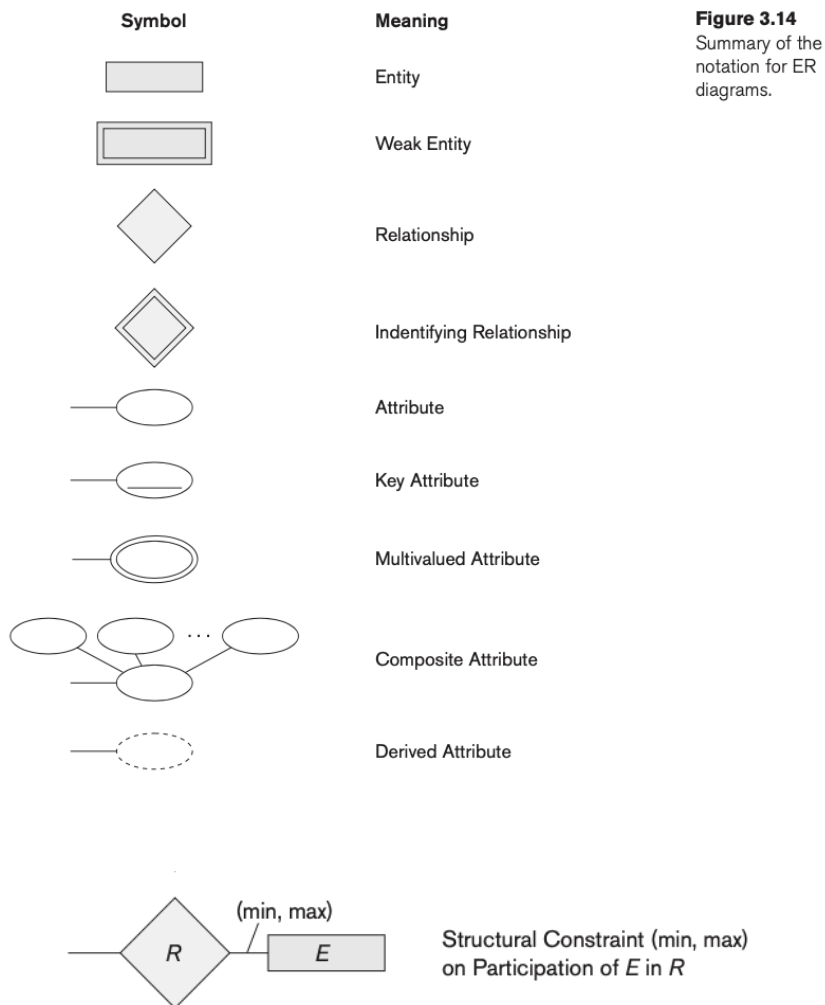 Symbol Meaning
Figure 3.14
Summary of the
notation for ER
diagrams.
Entity
Weak Entity
Relationship
Indentifying Relationship
Attribute
Key Attribute
Multivalued Attribute
· · ·
Composite Attribute
Derived Attribute
(min, max)
R E
Structural Constraint (min, max)
on Participation of E in R